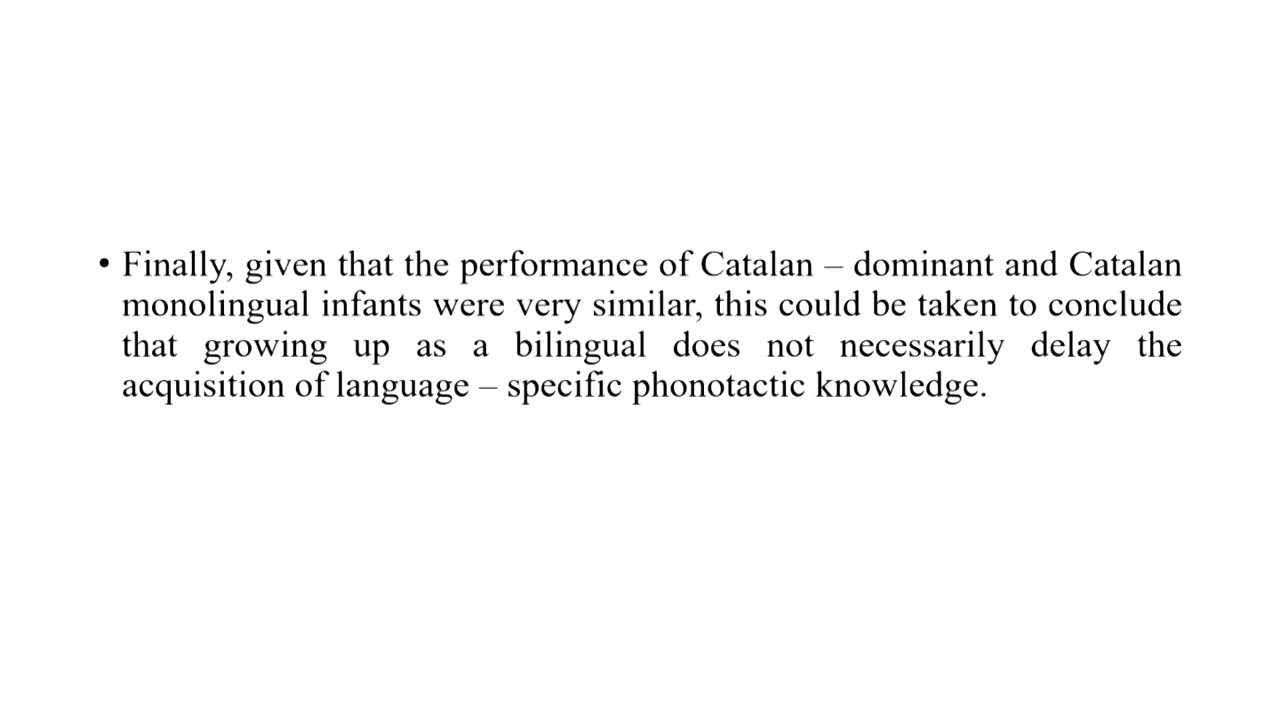 • Finally, given that the performance of Catalan – dominant and Catalan
monolingual infants were very similar, this could be taken to conclude
that growing up as a bilingual does not necessarily delay the
acquisition of language – specific phonotactic knowledge.